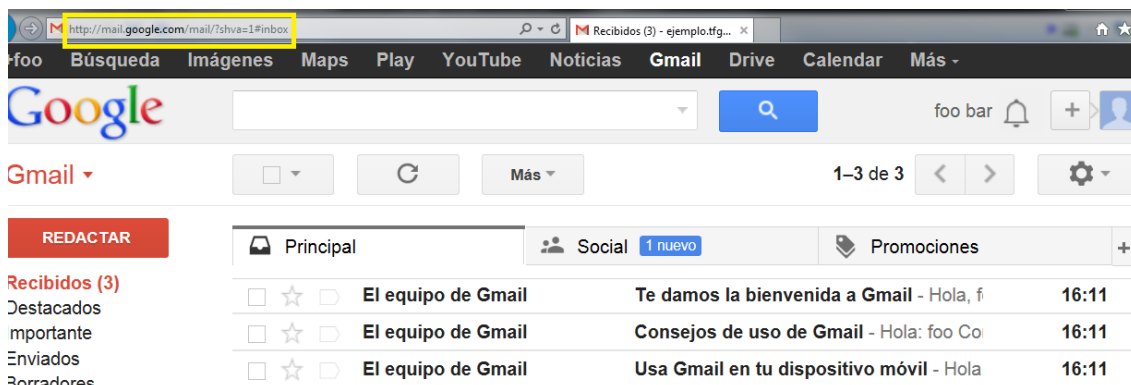 http://mail.google.com/mail/?shva=1#inbox
Recibidos (3) - ejemplo.tfg...
+foo Búsqueda Imágenes Maps Play YouTube Noticias Gmail Drive Calendar Más
Google
foo bar +
Gmail
Más
1–3 de 3
REDACTAR
Principal
Social 1 nuevo
Promociones
+
Recibidos (3)
Destacados
Importante
Enviados
Borradores
El equipo de Gmail Te damos la bienvenida a Gmail - Hola, f 16:11
El equipo de Gmail Consejos de uso de Gmail - Hola: foo Co 16:11
El equipo de Gmail Usa Gmail en tu dispositivo móvil - Hola 16:11